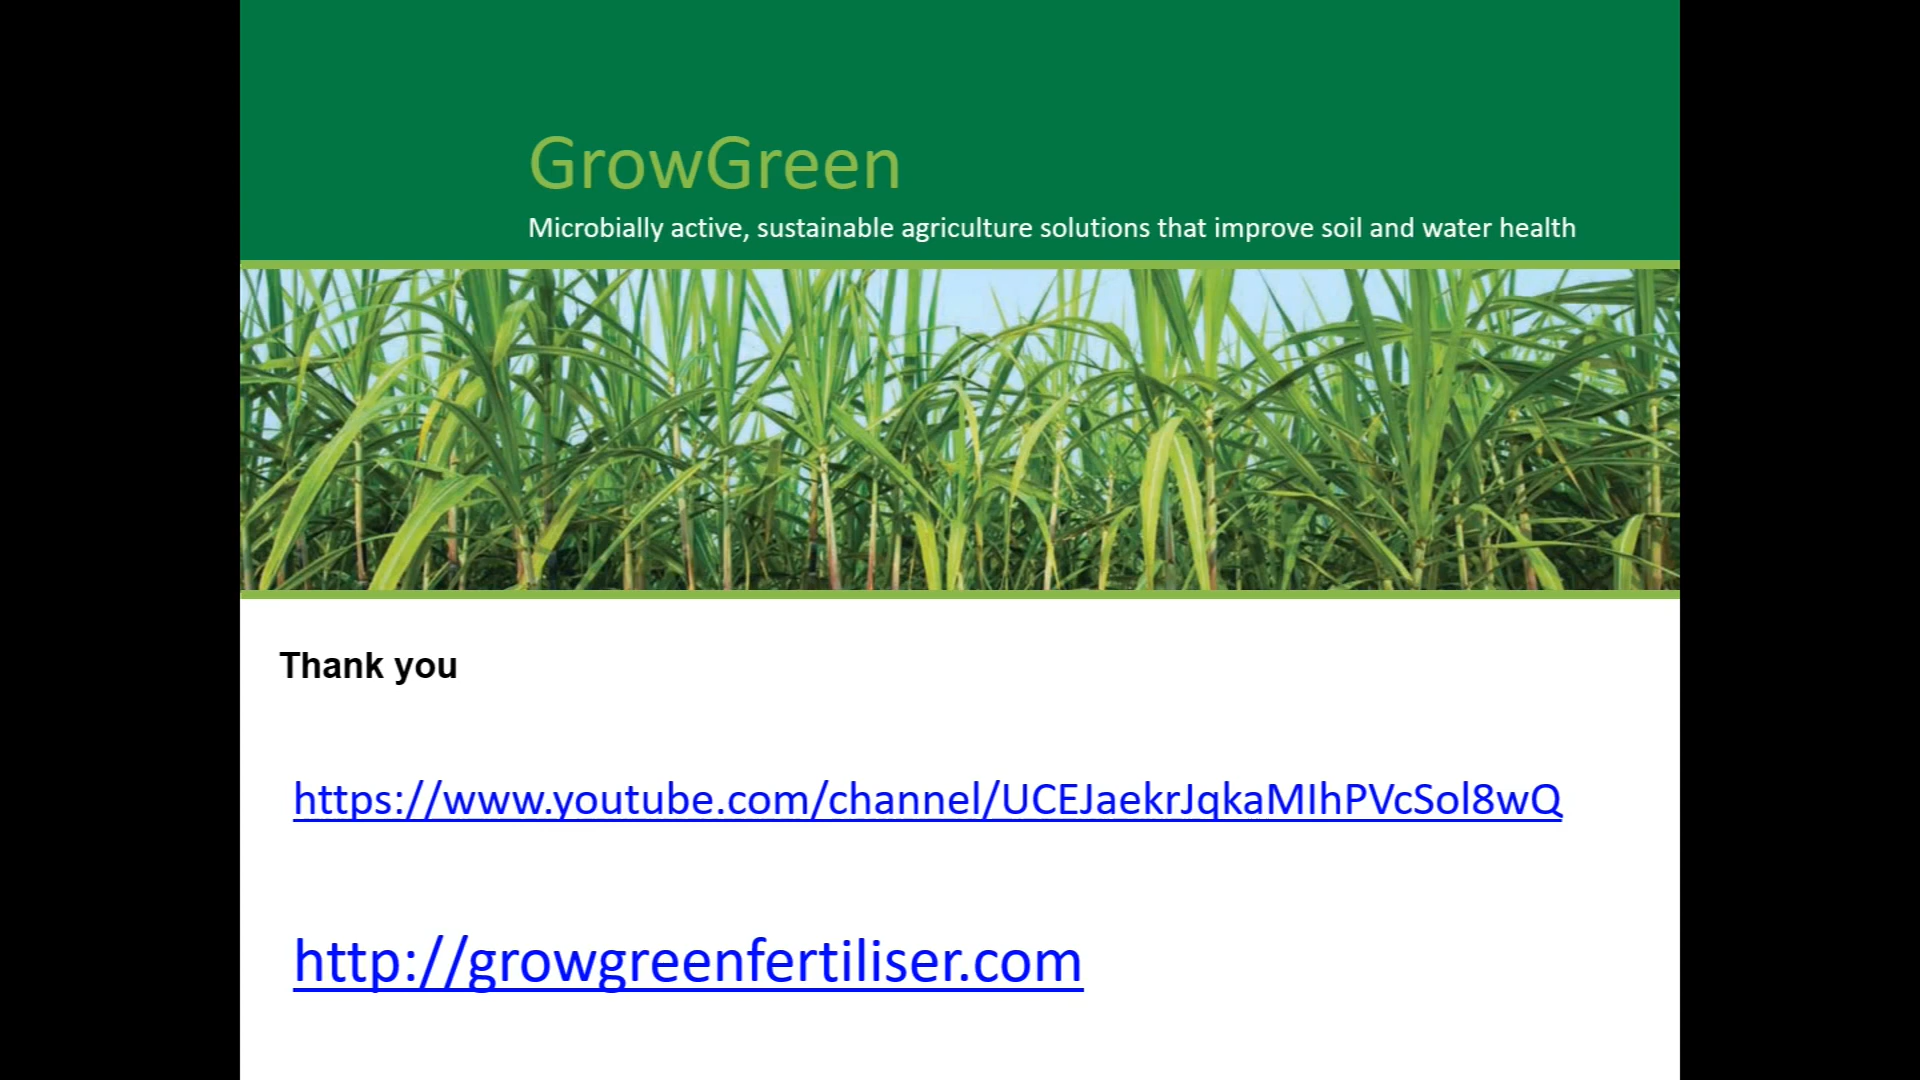 GrowGreen
Microbially active, sustainable agriculture solutions that improve soil and water health
Thank you
https://www.youtube.com/channel/UCEJaekrJqkaMIhPVcSol8wQ
http://growgreenfertiliser.com